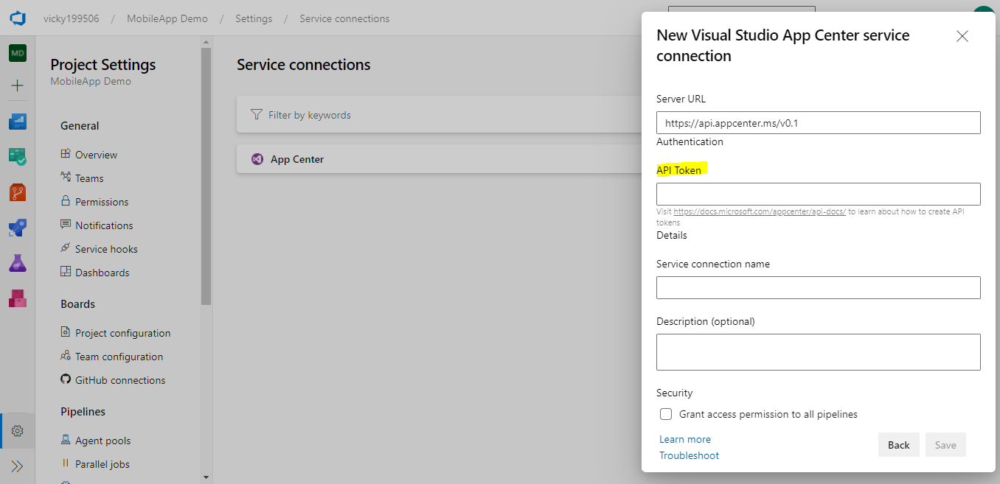 vicky199506 / MobileApp Demo / Settings / Service connections
MD
Project Settings
MobileApp Demo
General
Overview
Teams
Permissions
Notifications
Service hooks
Dashboards
Boards
Project configuration
Team configuration
GitHub connections
Pipelines
Agent pools
Parallel jobs
Service connections
Filter by keywords
App Center
New Visual Studio App Center service
connection
Server URL
https://api.appcenter.ms/v0.1
Authentication
API Token
Visit https://docs.microsoft.com/appcenter/api-docs/ to learn about how to create API
tokens
Details
Service connection name
Description (optional)
Security
Grant access permission to all pipelines
Learn more
Troubleshoot
Back
Save